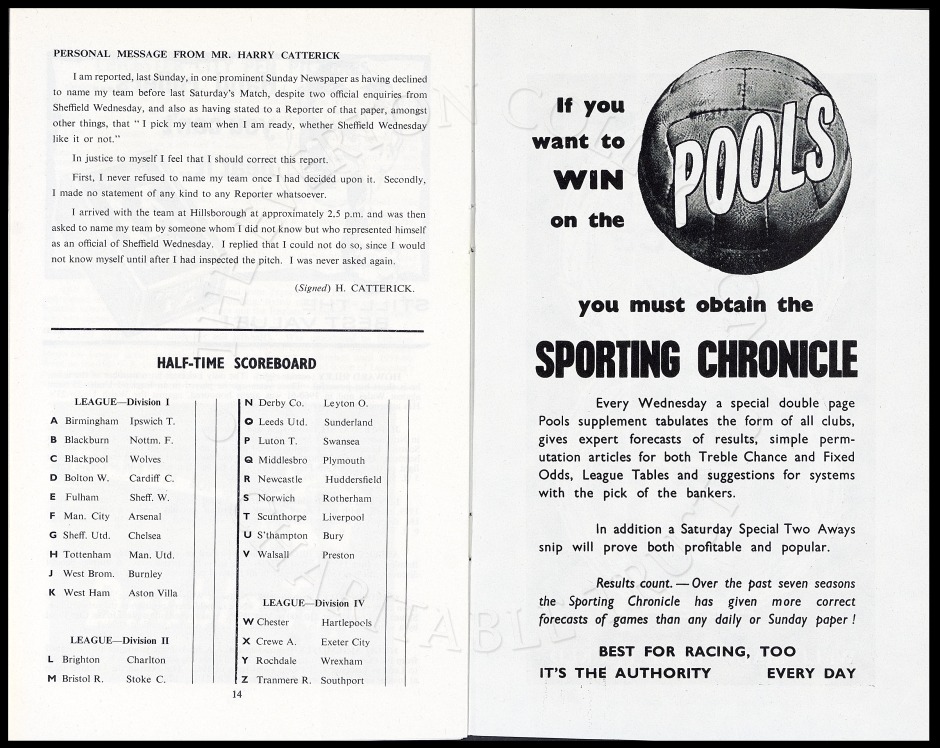 PERSONAL MESSAGE FROM MR. HARRY CATTERICK
I am reported, last Sunday, in one prominent Sunday Newspaper as having declined
to name my team before last Saturday's Match, despite two official enquiries from
Sheffield Wednesday, and also as having stated to a Reporter of that paper, amongst
other things, that " I pick my team when I am ready, whether Sheffield Wednesday
like it or not."
In justice to myself I feel that I should correct this report.
First, I never refused to name my team once I had decided upon it. Secondly,
I made no statement of any kind to any Reporter whatsoever.
I arrived with the team at Hillsborough at approximately 2.5 p.m. and was then
asked to name my team by someone whom I did not know but who represented himself
as an official of Sheffield Wednesday. I replied that I could not do so, since I would
not know myself until after I had inspected the pitch. I was never asked again.
(Signed) H. CATTERICK.
HALF-TIME SCOREBOARD
LEAGUE—Division I
A Birmingham Ipswich T.
B Blackburn Nottm. F.
C Blackpool Wolves
D Bolton W. Cardiff C.
E Fulham Sheff. W.
F Man. City Arsenal
G Sheff. Utd. Chelsea
H Tottenham Man. Utd.
J West Brom. Burnley
K West Ham Aston Villa
LEAGUE—Division II
L Brighton Charlton
M Bristol R. Stoke C.
N Derby Co. Leyton O.
O Leeds Utd. Sunderland
P Luton T. Swansea
Q Middlesbro Plymouth
R Newcastle Huddersfield
S Norwich Rotherham
T Scunthorpe Liverpool
U S'thampton Bury
V Walsall Preston
LEAGUE—Division IV
W Chester Hartlepools
X Crewe A. Exeter City
Y Rochdale Wrexham
Z Tranmere R. Southport
14
If you
want to
WIN
on the
POOLS
you must obtain the
SPORTING CHRONICLE
Every Wednesday a special double page
Pools supplement tabulates the form of all clubs,
gives expert forecasts of results, simple perm-
utation articles for both Treble Chance and Fixed
Odds, League Tables and suggestions for systems
with the pick of the bankers.
In addition a Saturday Special Two Aways
snip will prove both profitable and popular.
Results count. — Over the past seven seasons
the Sporting Chronicle has given more correct
forecasts of games than any daily or Sunday paper !
BEST FOR RACING, TOO
IT'S THE AUTHORITY EVERY DAY